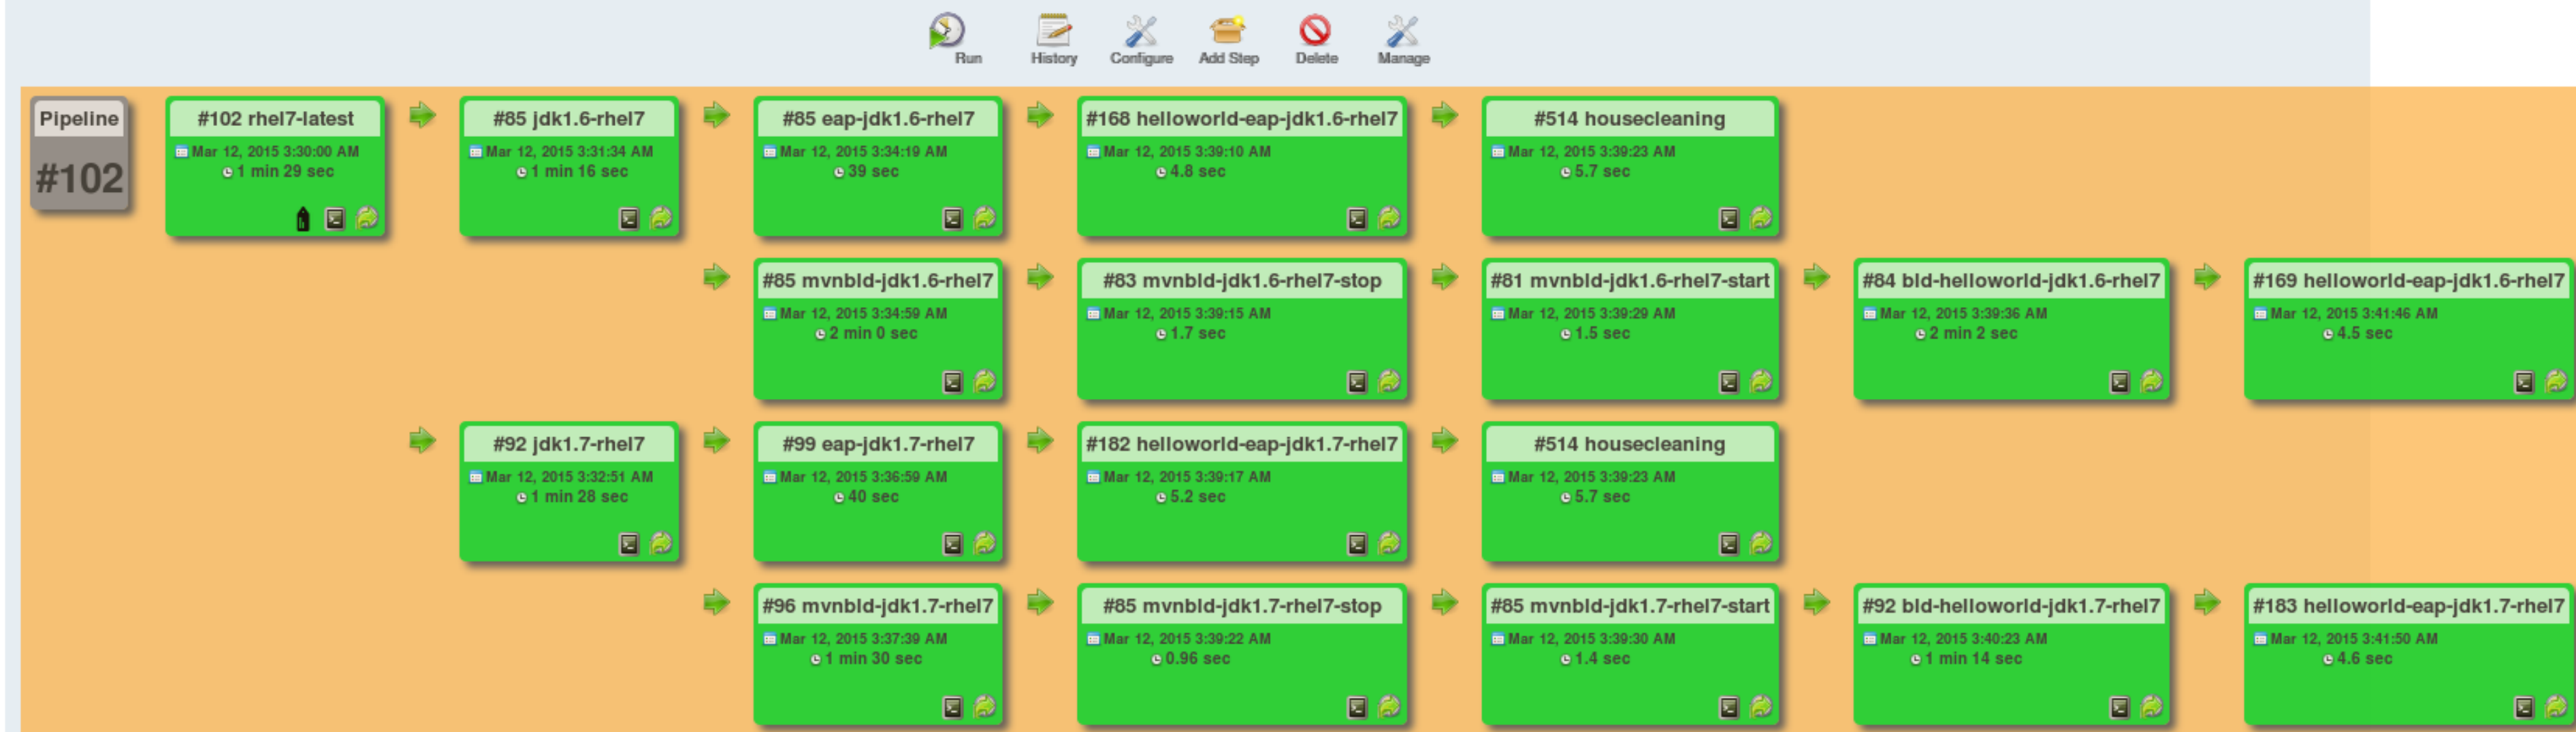 Run History Configure Add Step Delete Manage
Pipeline
#102
#102 rhel7-latest
Mar 12, 2015 3:30:00 AM
1 min 29 sec
#85 jdk1.6-rhel7
Mar 12, 2015 3:31:34 AM
1 min 16 sec
#85 eap-jdk1.6-rhel7
Mar 12, 2015 3:34:19 AM
39 sec
#168 helloworld-eap-jdk1.6-rhel7
Mar 12, 2015 3:39:10 AM
4.8 sec
#514 housecleaning
Mar 12, 2015 3:39:23 AM
5.7 sec
#85 mvnbld-jdk1.6-rhel7
Mar 12, 2015 3:34:59 AM
2 min 0 sec
#83 mvnbld-jdk1.6-rhel7-stop
Mar 12, 2015 3:39:15 AM
1.7 sec
#81 mvnbld-jdk1.6-rhel7-start
Mar 12, 2015 3:39:29 AM
1.5 sec
#84 bld-helloworld-jdk1.6-rhel7
Mar 12, 2015 3:39:36 AM
2 min 2 sec
#169 helloworld-eap-jdk1.6-rhel7
Mar 12, 2015 3:41:46 AM
4.5 sec
#92 jdk1.7-rhel7
Mar 12, 2015 3:32:51 AM
1 min 28 sec
#99 eap-jdk1.7-rhel7
Mar 12, 2015 3:36:59 AM
40 sec
#182 helloworld-eap-jdk1.7-rhel7
Mar 12, 2015 3:39:17 AM
5.2 sec
#514 housecleaning
Mar 12, 2015 3:39:23 AM
5.7 sec
#96 mvnbld-jdk1.7-rhel7
Mar 12, 2015 3:37:39 AM
1 min 30 sec
#85 mvnbld-jdk1.7-rhel7-stop
Mar 12, 2015 3:39:22 AM
0.96 sec
#85 mvnbld-jdk1.7-rhel7-start
Mar 12, 2015 3:39:30 AM
1.4 sec
#92 bld-helloworld-jdk1.7-rhel7
Mar 12, 2015 3:40:23 AM
1 min 14 sec
#183 helloworld-eap-jdk1.7-rhel7
Mar 12, 2015 3:41:50 AM
4.6 sec